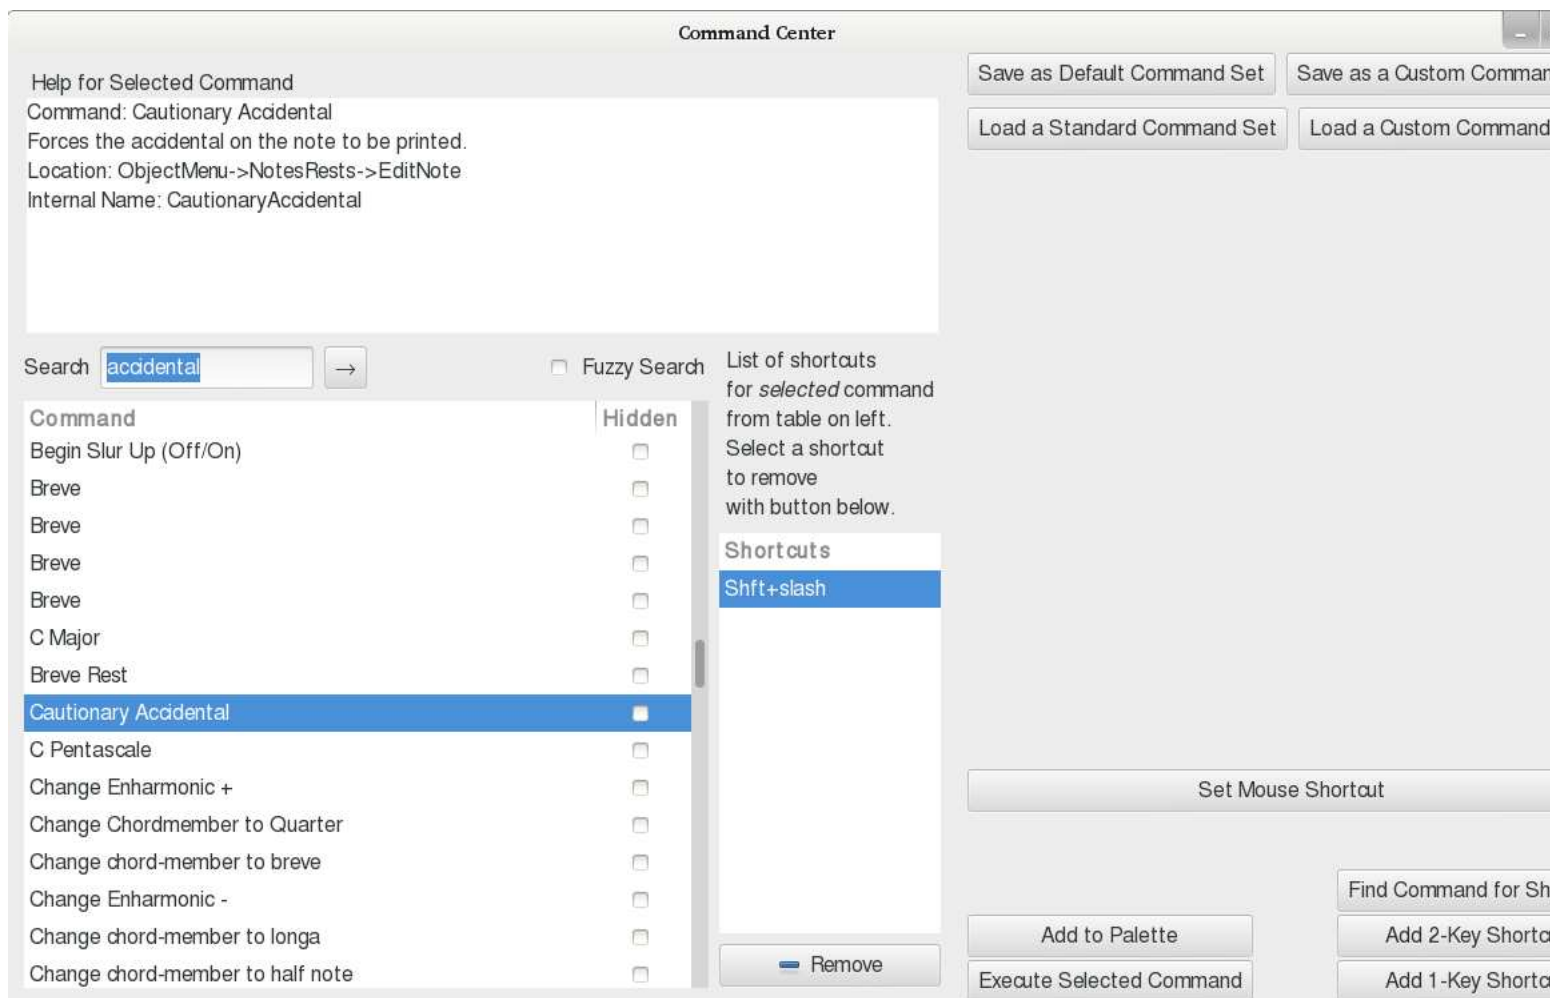 Command Center
Help for Selected Command
Command: Cautionary Accidental
Forces the accidental on the note to be printed.
Location: ObjectMenu->NotesRests->EditNote
Internal Name: CautionaryAccidental
Save as Default Command Set
Save as a Custom Comman
Load a Standard Command Set
Load a Custom Command
Search
accidental
→
Fuzzy Search
Command
Hidden
Begin Slur Up (Off/On)
Breve
Breve
Breve
Breve
C Major
Breve Rest
Cautionary Accidental
C Pentascale
Change Enharmonic +
Change Chordmember to Quarter
Change chord-member to breve
Change Enharmonic -
Change chord-member to longa
Change chord-member to half note
List of shortcuts
for selected command
from table on left.
Select a shortcut
to remove
with button below.
Shortcuts
Shft+slash
Remove
Set Mouse Shortcut
Find Command for Sh
Add to Palette
Add 2-Key Shortc
Execute Selected Command
Add 1-Key Shortc